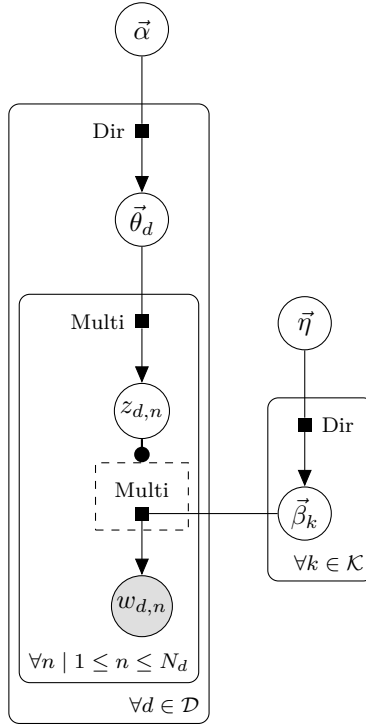 α⃗
Dir
θ⃗_d
Multi
η⃗
z_{d,n}
Dir
Multi
β⃗_k
∀k ∈ 𝒦
w_{d,n}
∀n | 1 ≤ n ≤ N_d
∀d ∈ 𝒟